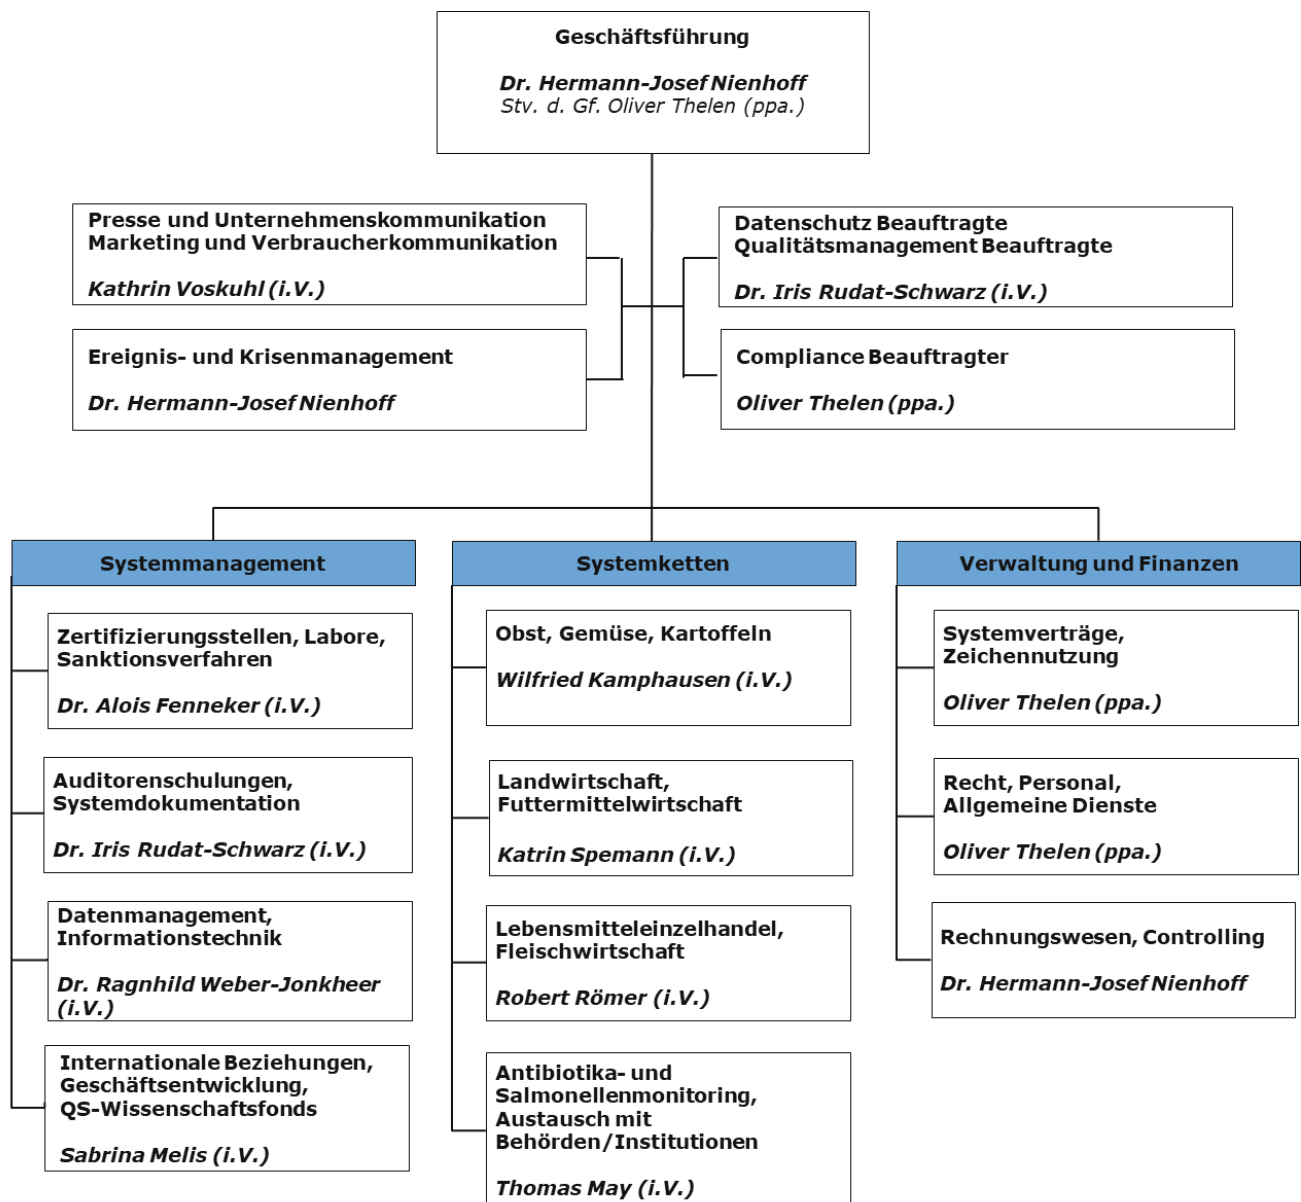 Geschäftsführung
Dr. Hermann-Josef Nienhoff
Stv. d. Gf. Oliver Thelen (ppa.)
Presse und Unternehmenskommunikation
Marketing und Verbraucherkommunikation
Kathrin Voskuhl (i.V.)
Datenschutz Beauftragte
Qualitätsmanagement Beauftragte
Dr. Iris Rudat-Schwarz (i.V.)
Ereignis- und Krisenmanagement
Dr. Hermann-Josef Nienhoff
Compliance Beauftragter
Oliver Thelen (ppa.)
Systemmanagement
Zertifizierungsstellen, Labore,
Sanktionsverfahren
Dr. Alois Fenneker (i.V.)
Auditorenschulungen,
Systemdokumentation
Dr. Iris Rudat-Schwarz (i.V.)
Datenmanagement,
Informationstechnik
Dr. Ragnhild Weber-Jonkheer
(i.V.)
Internationale Beziehungen,
Geschäftsentwicklung,
QS-Wissenschaftsfonds
Sabrina Melis (i.V.)
Systemketten
Obst, Gemüse, Kartoffeln
Wilfried Kamphausen (i.V.)
Landwirtschaft,
Futtermittelwirtschaft
Katrin Spemann (i.V.)
Lebensmitteleinzelhandel,
Fleischwirtschaft
Robert Römer (i.V.)
Antibiotika- und
Salmonellenmonitoring,
Austausch mit
Behörden/Institutionen
Thomas May (i.V.)
Verwaltung und Finanzen
Systemverträge,
Zeichennutzung
Oliver Thelen (ppa.)
Recht, Personal,
Allgemeine Dienste
Oliver Thelen (ppa.)
Rechnungswesen, Controlling
Dr. Hermann-Josef Nienhoff